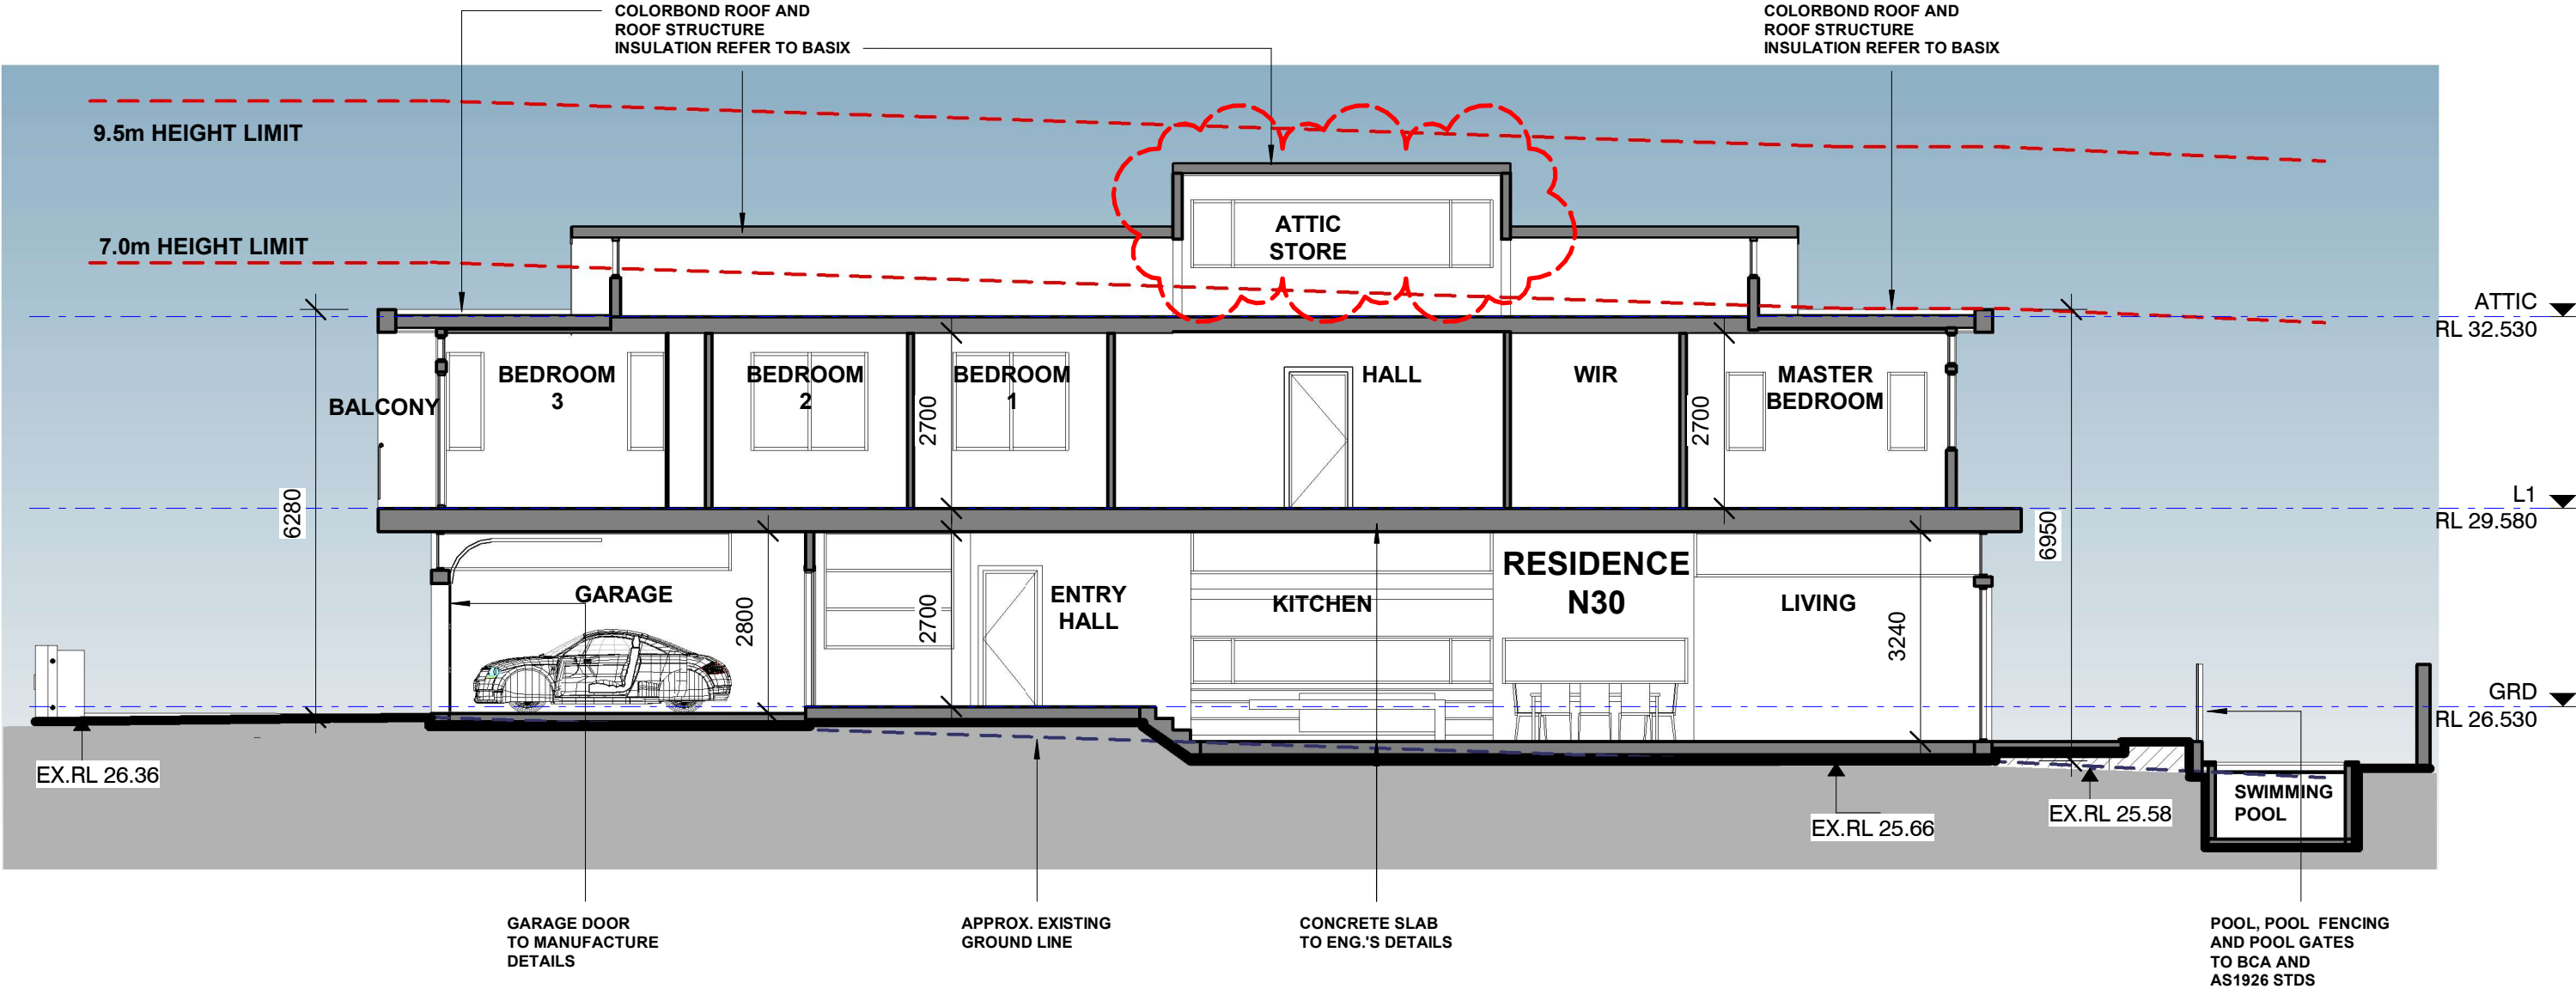 COLORBOND ROOF AND
ROOF STRUCTURE
INSULATION REFER TO BASIX
COLORBOND ROOF AND
ROOF STRUCTURE
INSULATION REFER TO BASIX
9.5m HEIGHT LIMIT
7.0m HEIGHT LIMIT
ATTIC
STORE
ATTIC
RL 32.530
BEDROOM
3
BEDROOM
2
BEDROOM
1
HALL
WIR
MASTER
BEDROOM
BALCONY
2700
2700
6280
L1
RL 29.580
6950
RESIDENCE
N30
GARAGE
2800
2700
ENTRY
HALL
KITCHEN
LIVING
3240
GRD
RL 26.530
EX.RL 26.36
EX.RL 25.66
EX.RL 25.58
SWIMMING
POOL
GARAGE DOOR
TO MANUFACTURE
DETAILS
APPROX. EXISTING
GROUND LINE
CONCRETE SLAB
TO ENG.'S DETAILS
POOL, POOL FENCING
AND POOL GATES
TO BCA AND
AS1926 STDS